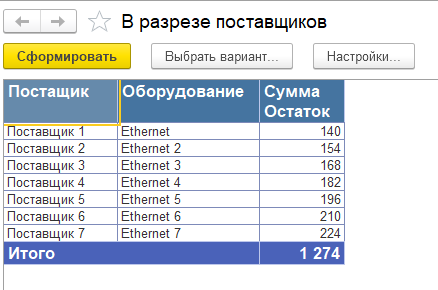 В разрезе поставщиков
Сформировать Выбрать вариант... Настройки...
Постащик Оборудование Сумма
Остаток
Поставщик 1 Ethernet 140
Поставщик 2 Ethernet 2 154
Поставщик 3 Ethernet 3 168
Поставщик 4 Ethernet 4 182
Поставщик 5 Ethernet 5 196
Поставщик 6 Ethernet 6 210
Поставщик 7 Ethernet 7 224
Итого 1 274